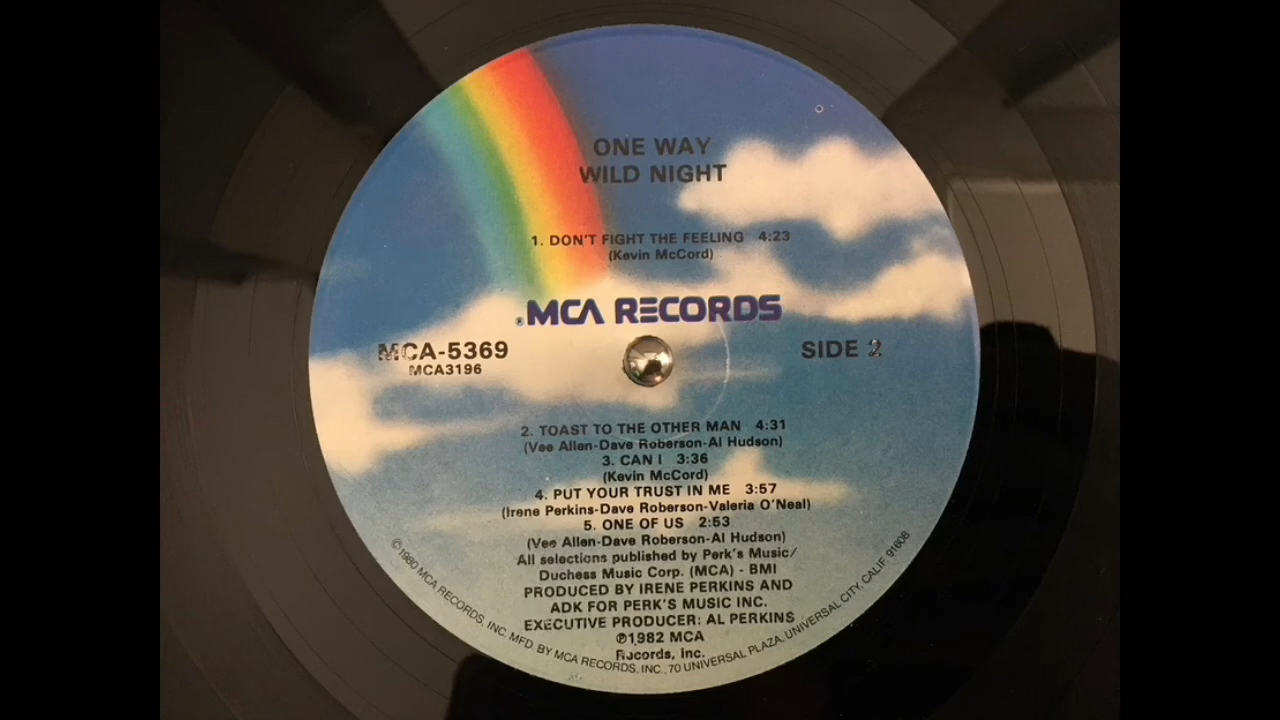 ONE WAY
WILD NIGHT
1. DON'T FIGHT THE FEELING 4:23
(Kevin McCord)
®MCA RECORDS
MCA-5369
MCA3196
SIDE 2
2. TOAST TO THE OTHER MAN 4:31
(Vee Allen-Dave Roberson-Al Hudson)
3. CAN I 3:36
(Kevin McCord)
4. PUT YOUR TRUST IN ME 3:57
(Irene Perkins-Dave Roberson-Valeria O'Neal)
5. ONE OF US 2:53
(Vee Allen-Dave Roberson-Al Hudson)
All selections published by Perk's Music/
Duchess Music Corp. (MCA) - BMI
PRODUCED BY IRENE PERKINS AND
ADK FOR PERK'S MUSIC INC.
EXECUTIVE PRODUCER: AL PERKINS
℗1982 MCA
Records, Inc.
©1980 MCA RECORDS, INC. MFD. BY MCA RECORDS, INC., 70 UNIVERSAL PLAZA, UNIVERSAL CITY, CALIF. 91608